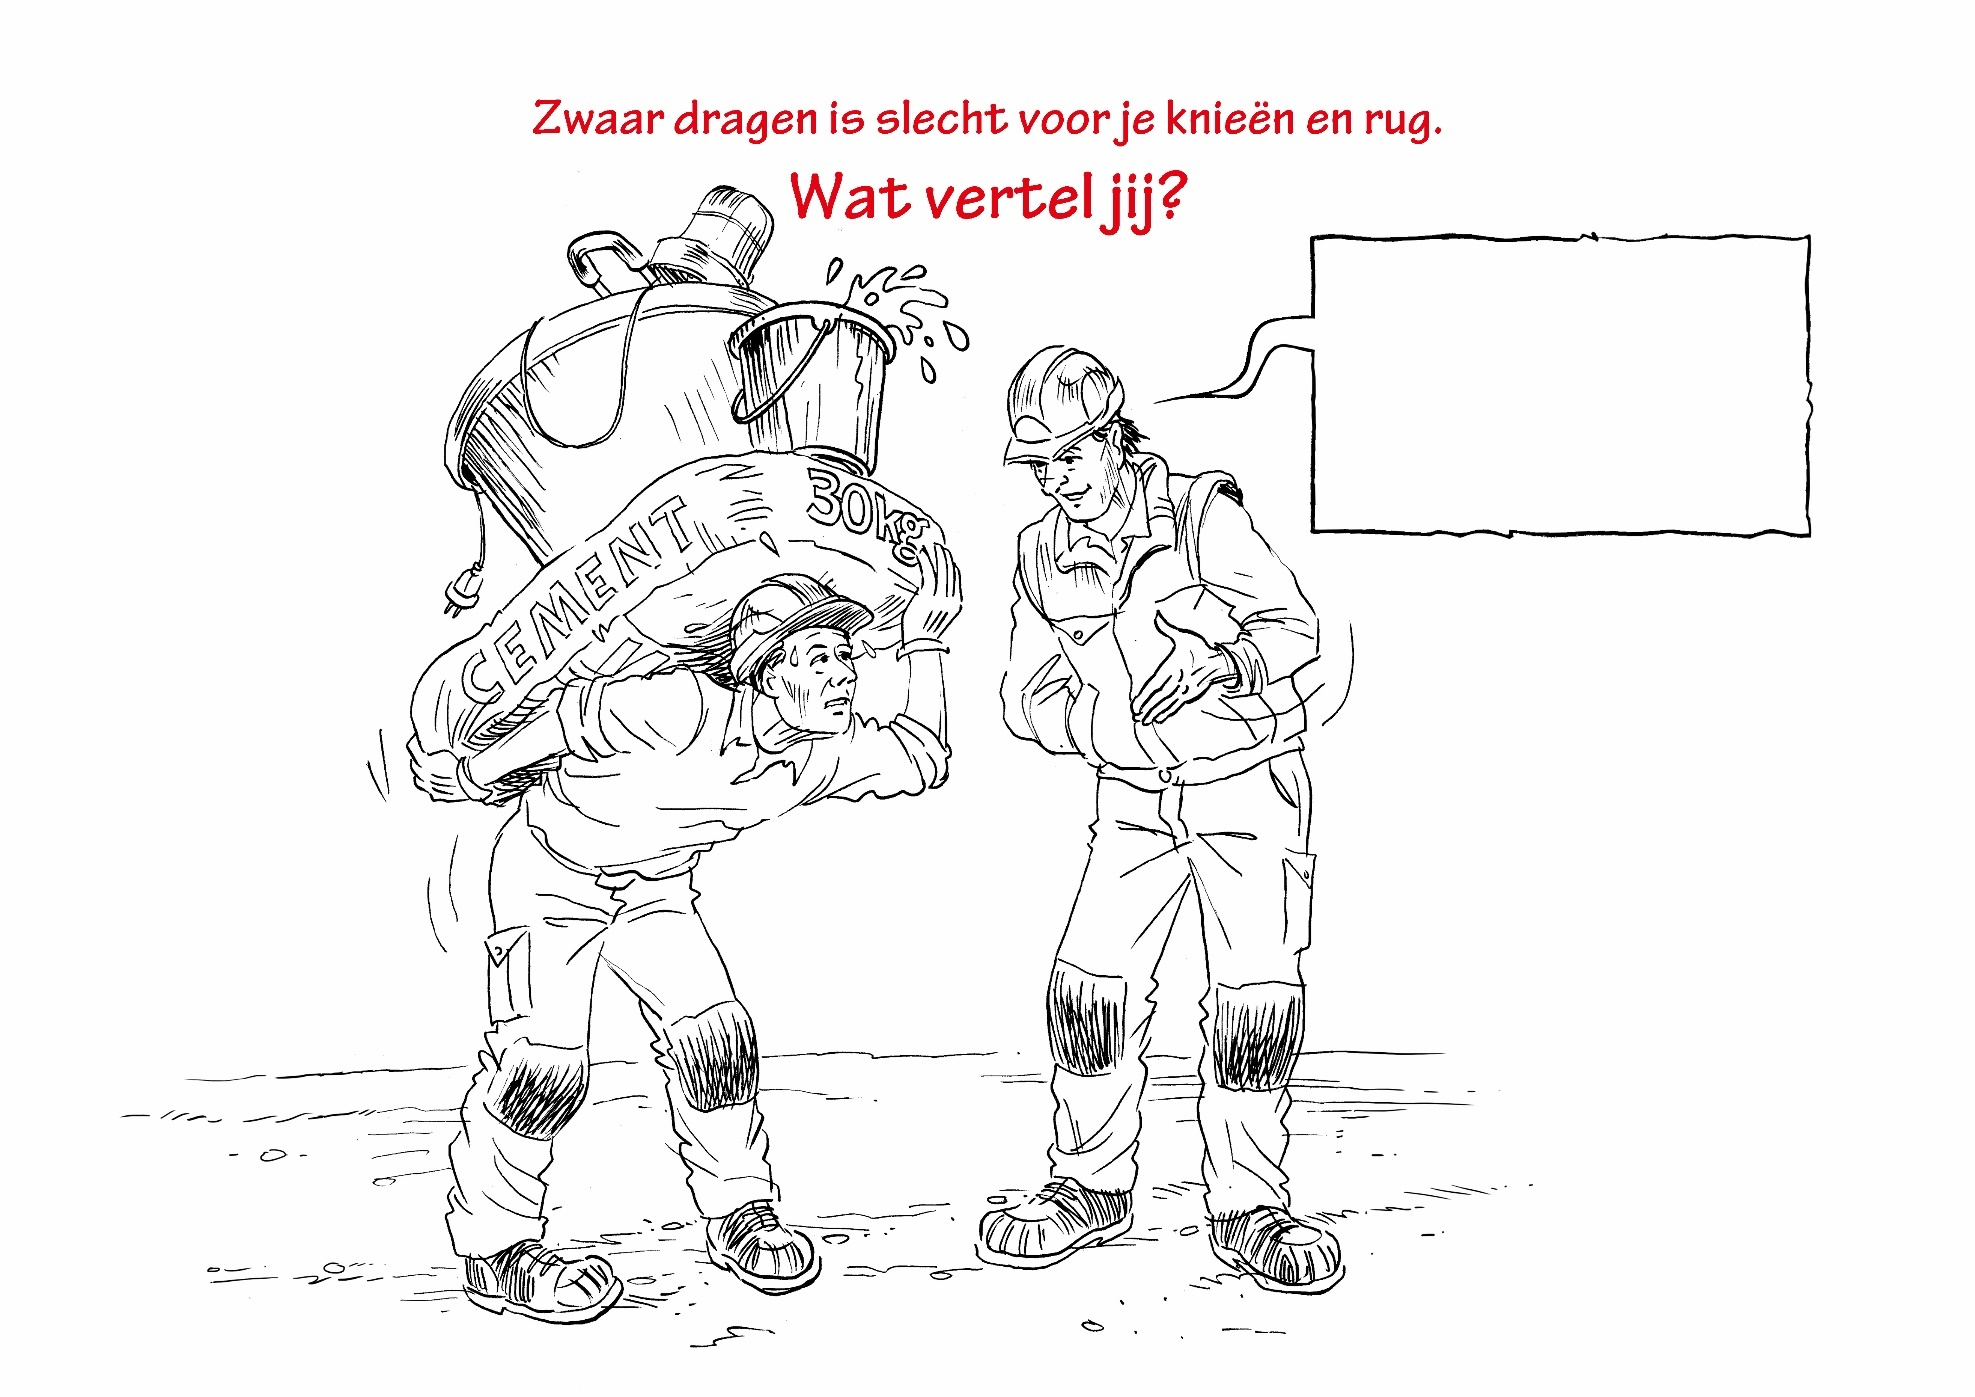 Zwaar dragen is slecht voor je knieën en rug.
Wat vertel jij?
30kg
CEMENT